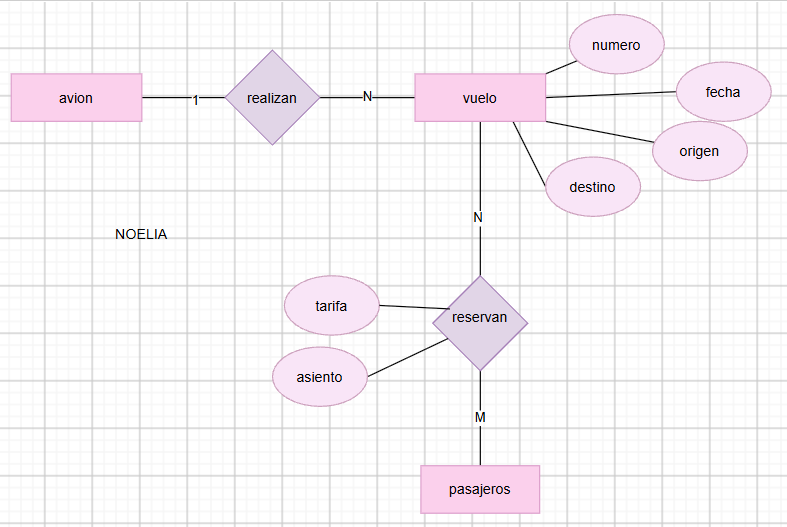 numero
avion
1
realizan
N
vuelo
fecha
origen
destino
N
NOELIA
tarifa
reservan
asiento
M
pasajeros